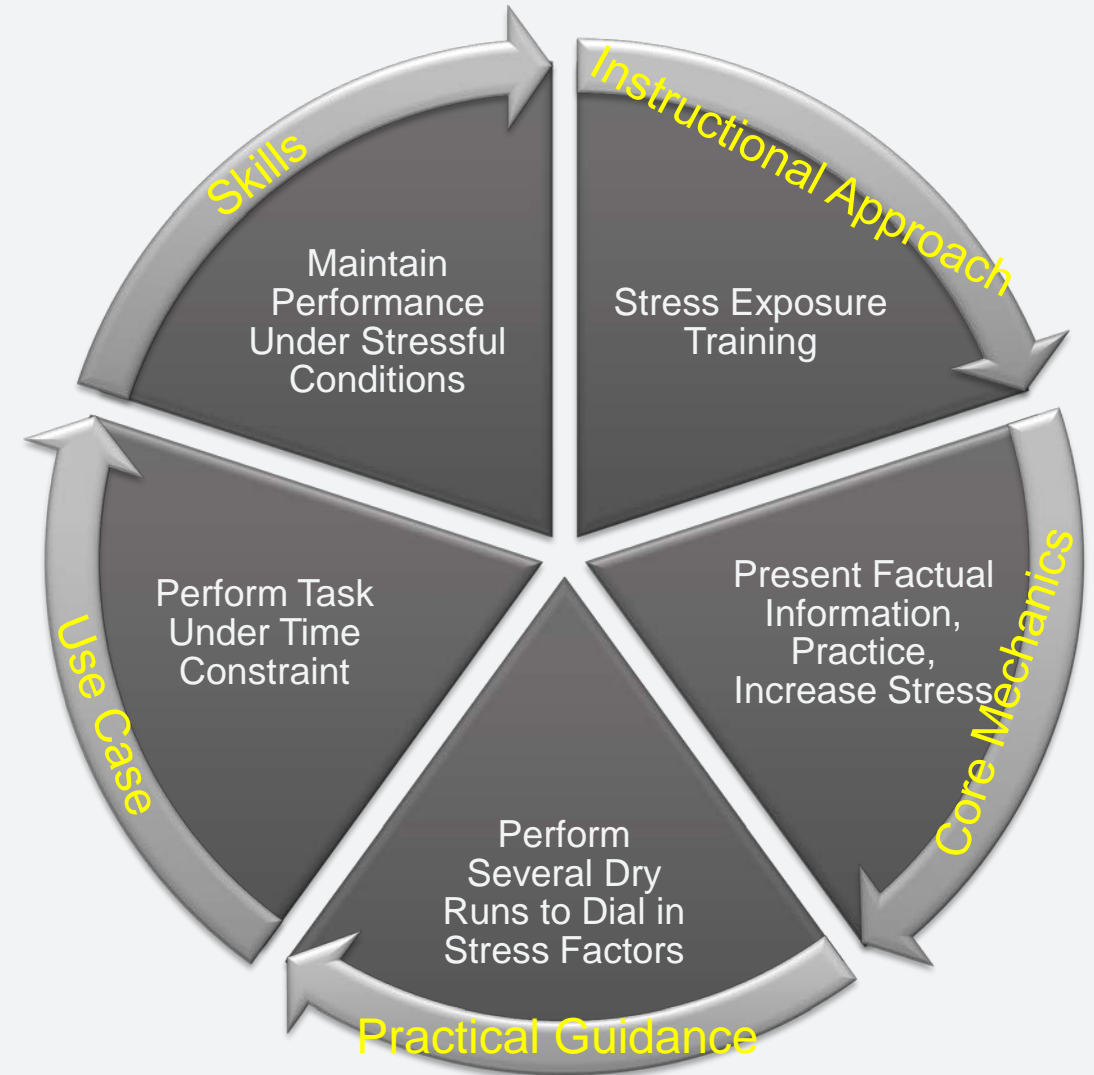 Instructional Approach
Stress Exposure
Training
Core Mechanics
Present Factual
Information,
Practice,
Increase Stress
Practical Guidance
Perform
Several Dry
Runs to Dial in
Stress Factors
Use Case
Perform Task
Under Time
Constraint
Skills
Maintain
Performance
Under Stressful
Conditions